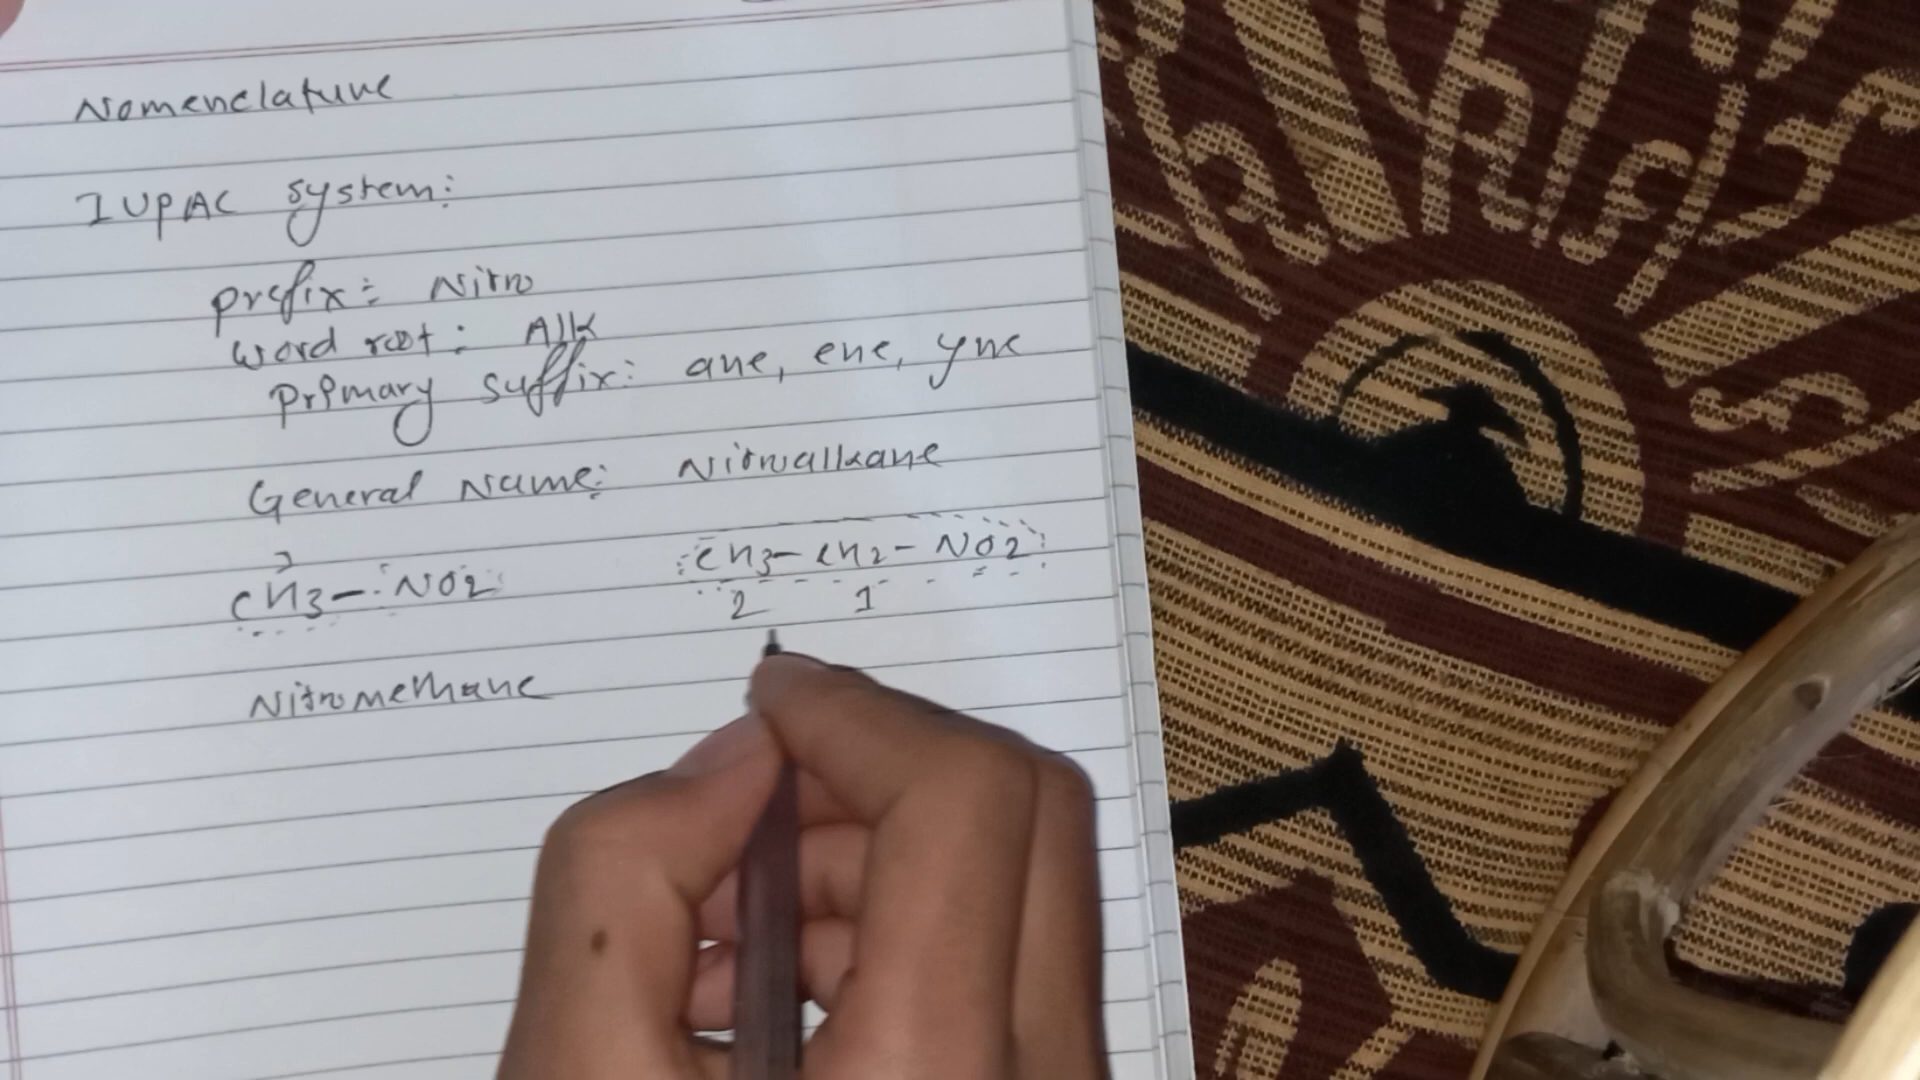 Nomenclature
IUPAC system:
prefix: Nitro
word root: Alk
Primary suffix: ane, ene, yne
General Name: Nitroalkane
CH3-NO2 CH3-CH2-NO2
2 1
Nitromethane